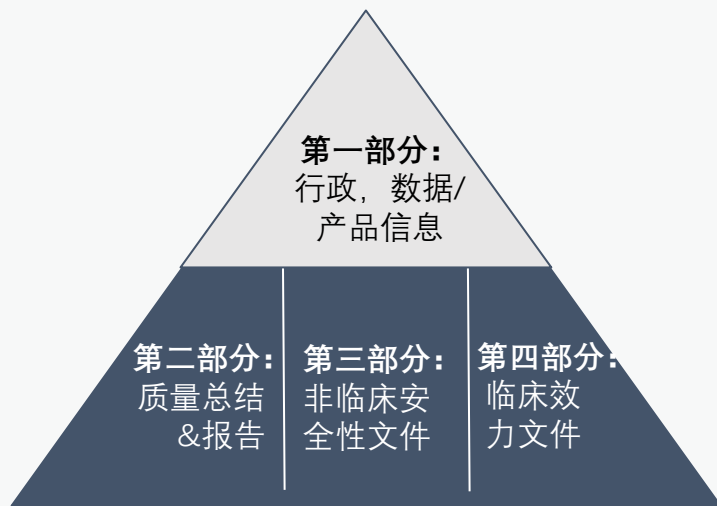 第一部分：
行政，数据/
产品信息
第二部分：
质量总结
&报告
第三部分：
非临床安
全性文件
第四部分：
临床效
力文件